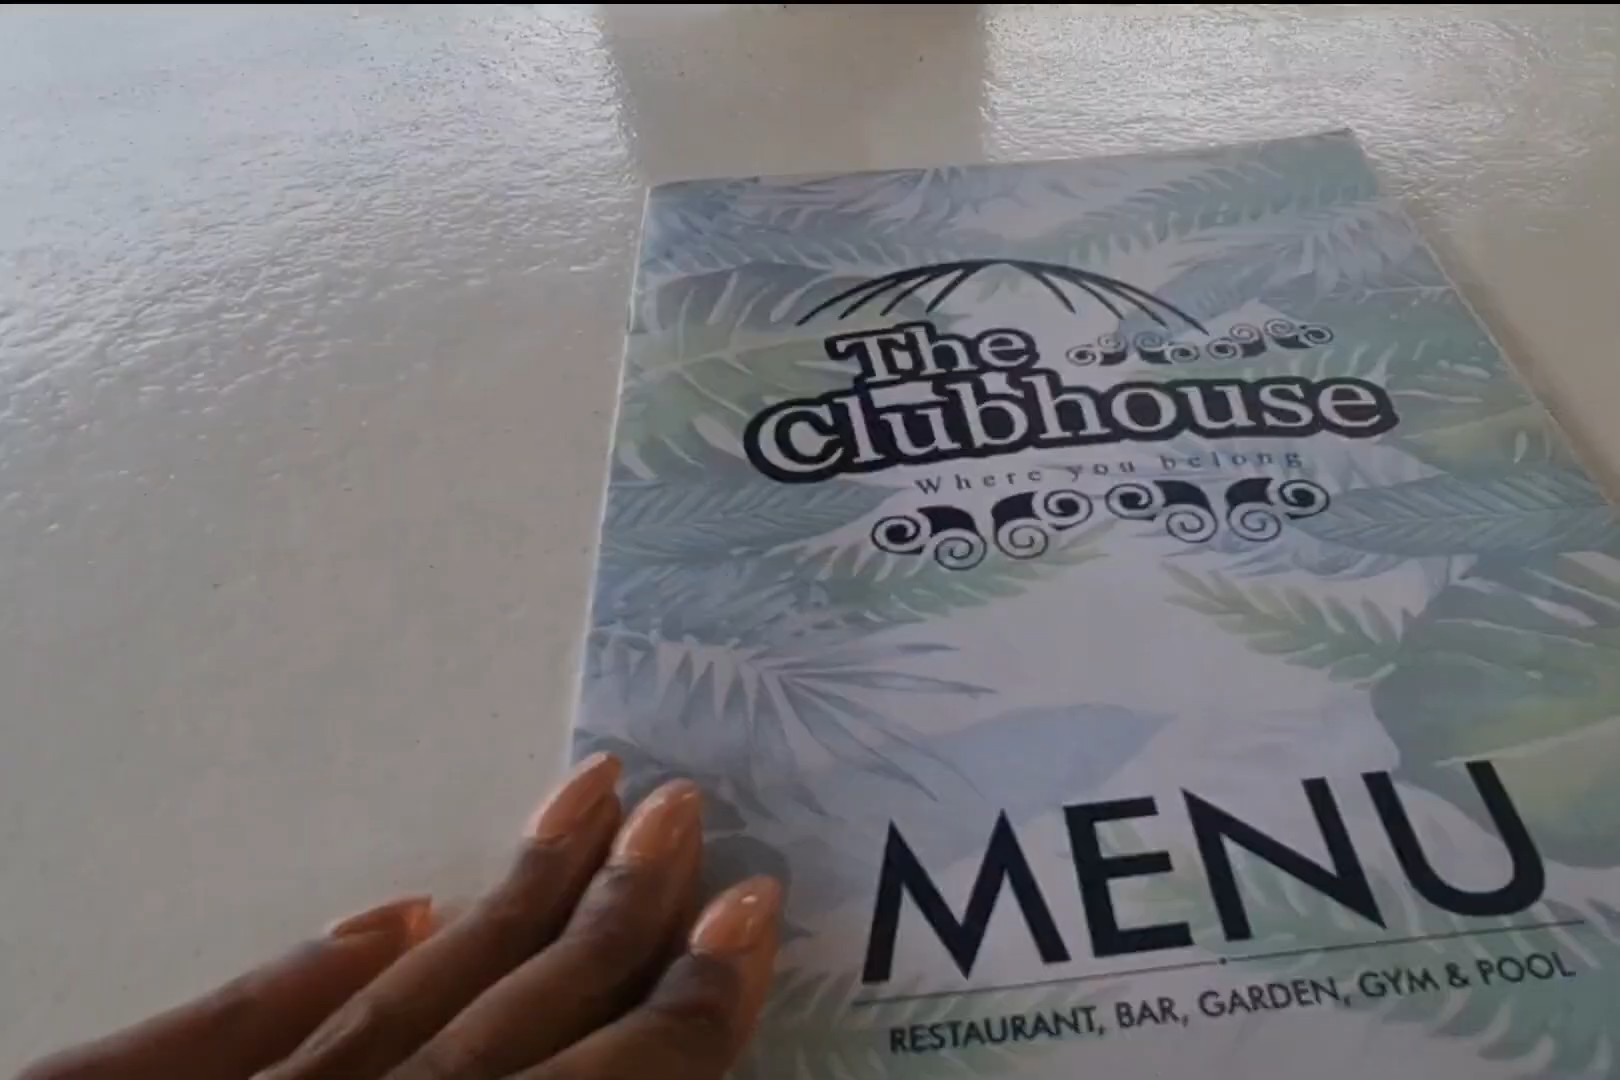 The
Clubhouse
Where you belong
MENU
RESTAURANT, BAR, GARDEN, GYM & POOL